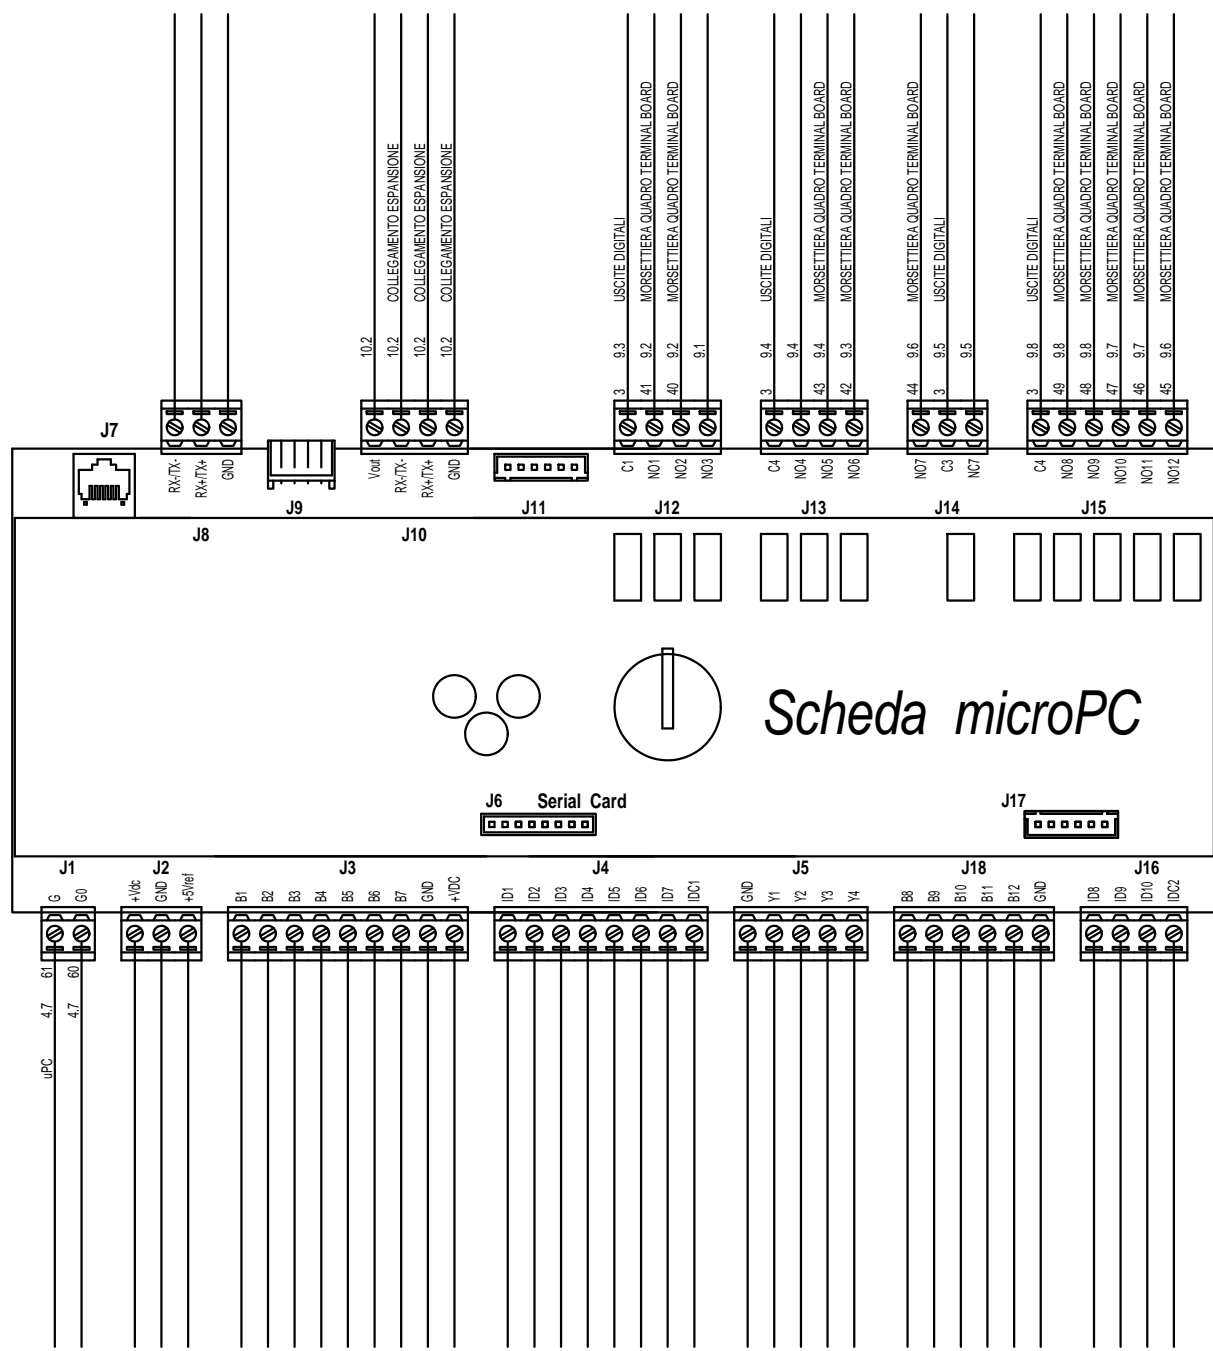 USCITE DIGITALI
MORSETTIERA QUADRO TERMINAL BOARD
MORSETTIERA QUADRO TERMINAL BOARD
USCITE DIGITALI
MORSETTIERA QUADRO TERMINAL BOARD
MORSETTIERA QUADRO TERMINAL BOARD
MORSETTIERA QUADRO TERMINAL BOARD
USCITE DIGITALI
USCITE DIGITALI
MORSETTIERA QUADRO TERMINAL BOARD
MORSETTIERA QUADRO TERMINAL BOARD
MORSETTIERA QUADRO TERMINAL BOARD
MORSETTIERA QUADRO TERMINAL BOARD
MORSETTIERA QUADRO TERMINAL BOARD
COLLEGAMENTO ESPANSIONE
COLLEGAMENTO ESPANSIONE
COLLEGAMENTO ESPANSIONE
10.2
10.2
10.2
10.2
9.3
9.2
9.2
9.1
9.4
9.4
9.4
9.3
9.6
9.5
9.5
9.8
9.8
9.8
9.7
9.7
9.6
3
41
40
3
43
42
44
3
3
49
48
47
46
45
J7
RX-/TX-
RX+/TX+
GND
Vout
RX-/TX-
RX+/TX+
GND
C1
NO1
NO2
NO3
C4
NO4
NO5
NO6
NO7
C3
NC7
C4
NO8
NO9
NO10
NO11
NO12
J9
J11
J12
J13
J14
J15
J8
J10
Scheda microPC
J6 Serial Card
J17
J1
J2
J3
J4
J5
J18
J16
G
G0
+Vdc
GND
+5Vref
B1
B2
B3
B4
B5
B6
B7
GND
+VDC
ID1
ID2
ID3
ID4
ID5
ID6
ID7
IDC1
GND
Y1
Y2
Y3
Y4
B8
B9
B10
B11
B12
GND
ID8
ID9
ID10
IDC2
61
60
4.7
4.7
uPC